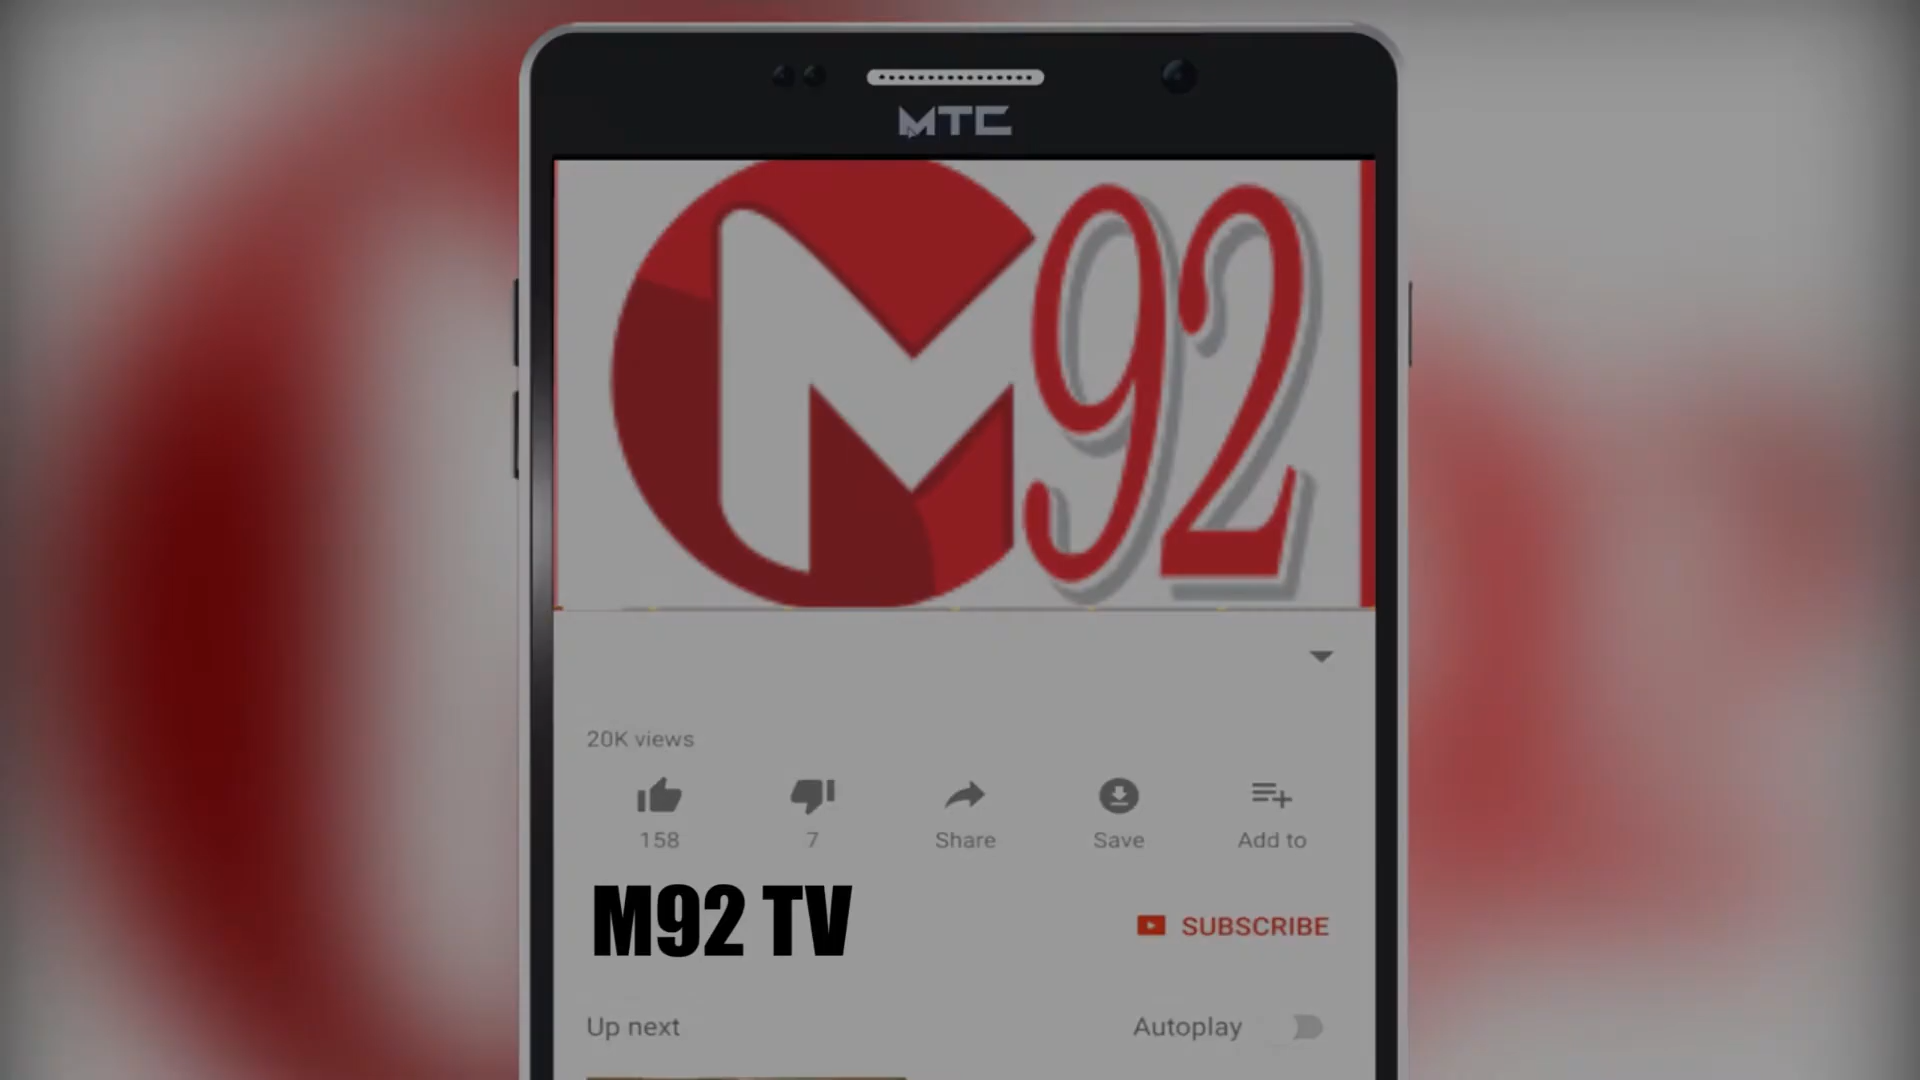 MTC
M92
20K views
158
7
Share
Save
Add to
M92 TV
SUBSCRIBE
Up next
Autoplay